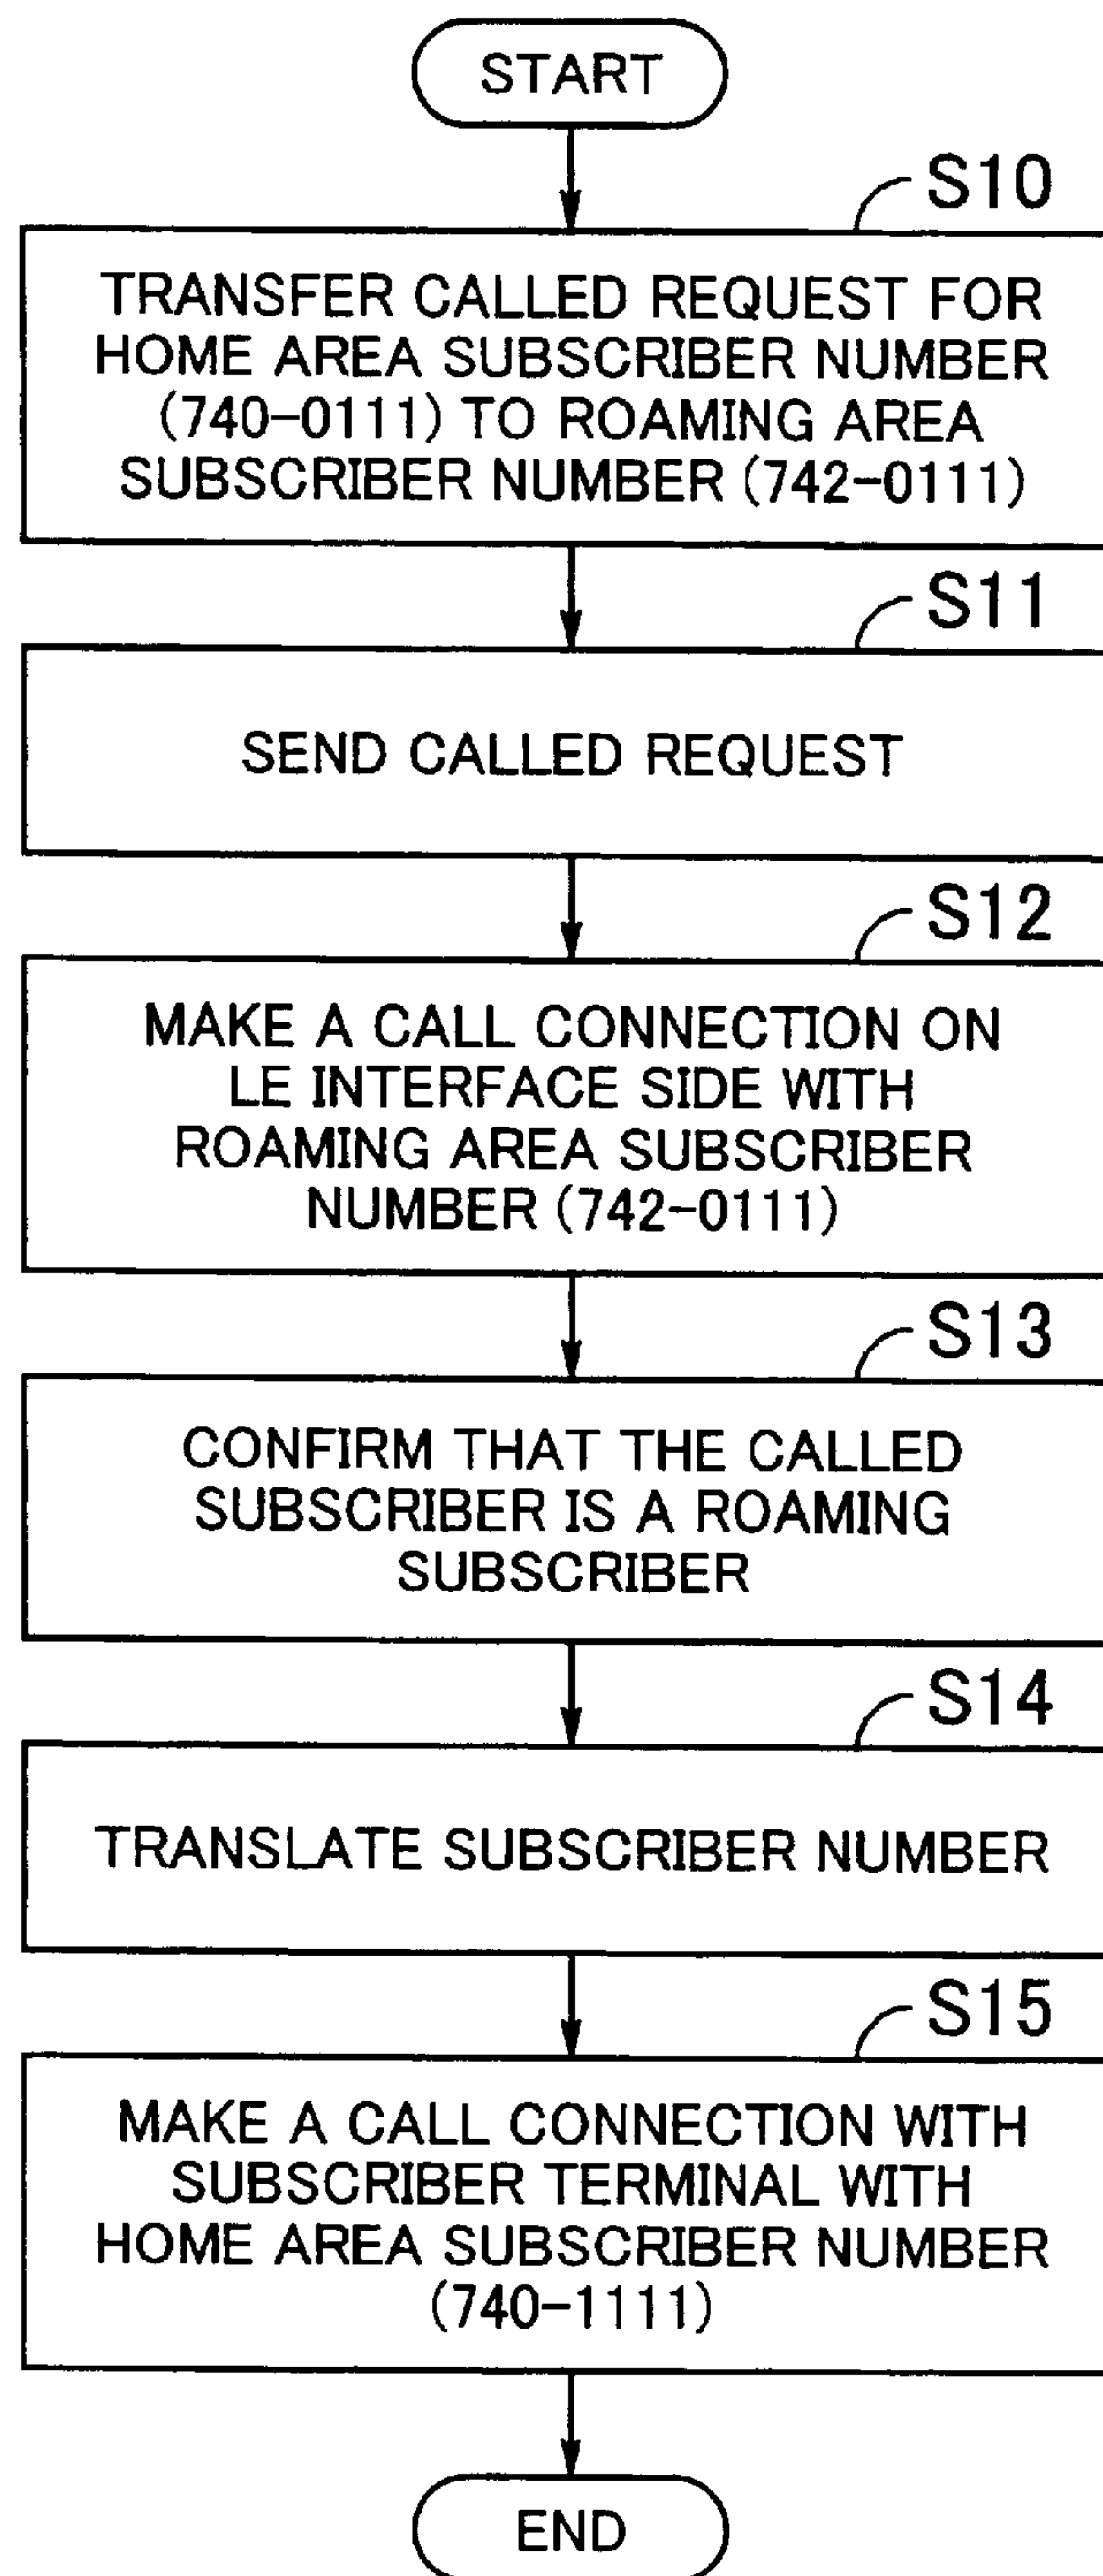 START
S10
TRANSFER CALLED REQUEST FOR
HOME AREA SUBSCRIBER NUMBER
(740-0111) TO ROAMING AREA
SUBSCRIBER NUMBER (742-0111)
S11
SEND CALLED REQUEST
S12
MAKE A CALL CONNECTION ON
LE INTERFACE SIDE WITH
ROAMING AREA SUBSCRIBER
NUMBER (742-0111)
S13
CONFIRM THAT THE CALLED
SUBSCRIBER IS A ROAMING
SUBSCRIBER
S14
TRANSLATE SUBSCRIBER NUMBER
S15
MAKE A CALL CONNECTION WITH
SUBSCRIBER TERMINAL WITH
HOME AREA SUBSCRIBER NUMBER
(740-1111)
END